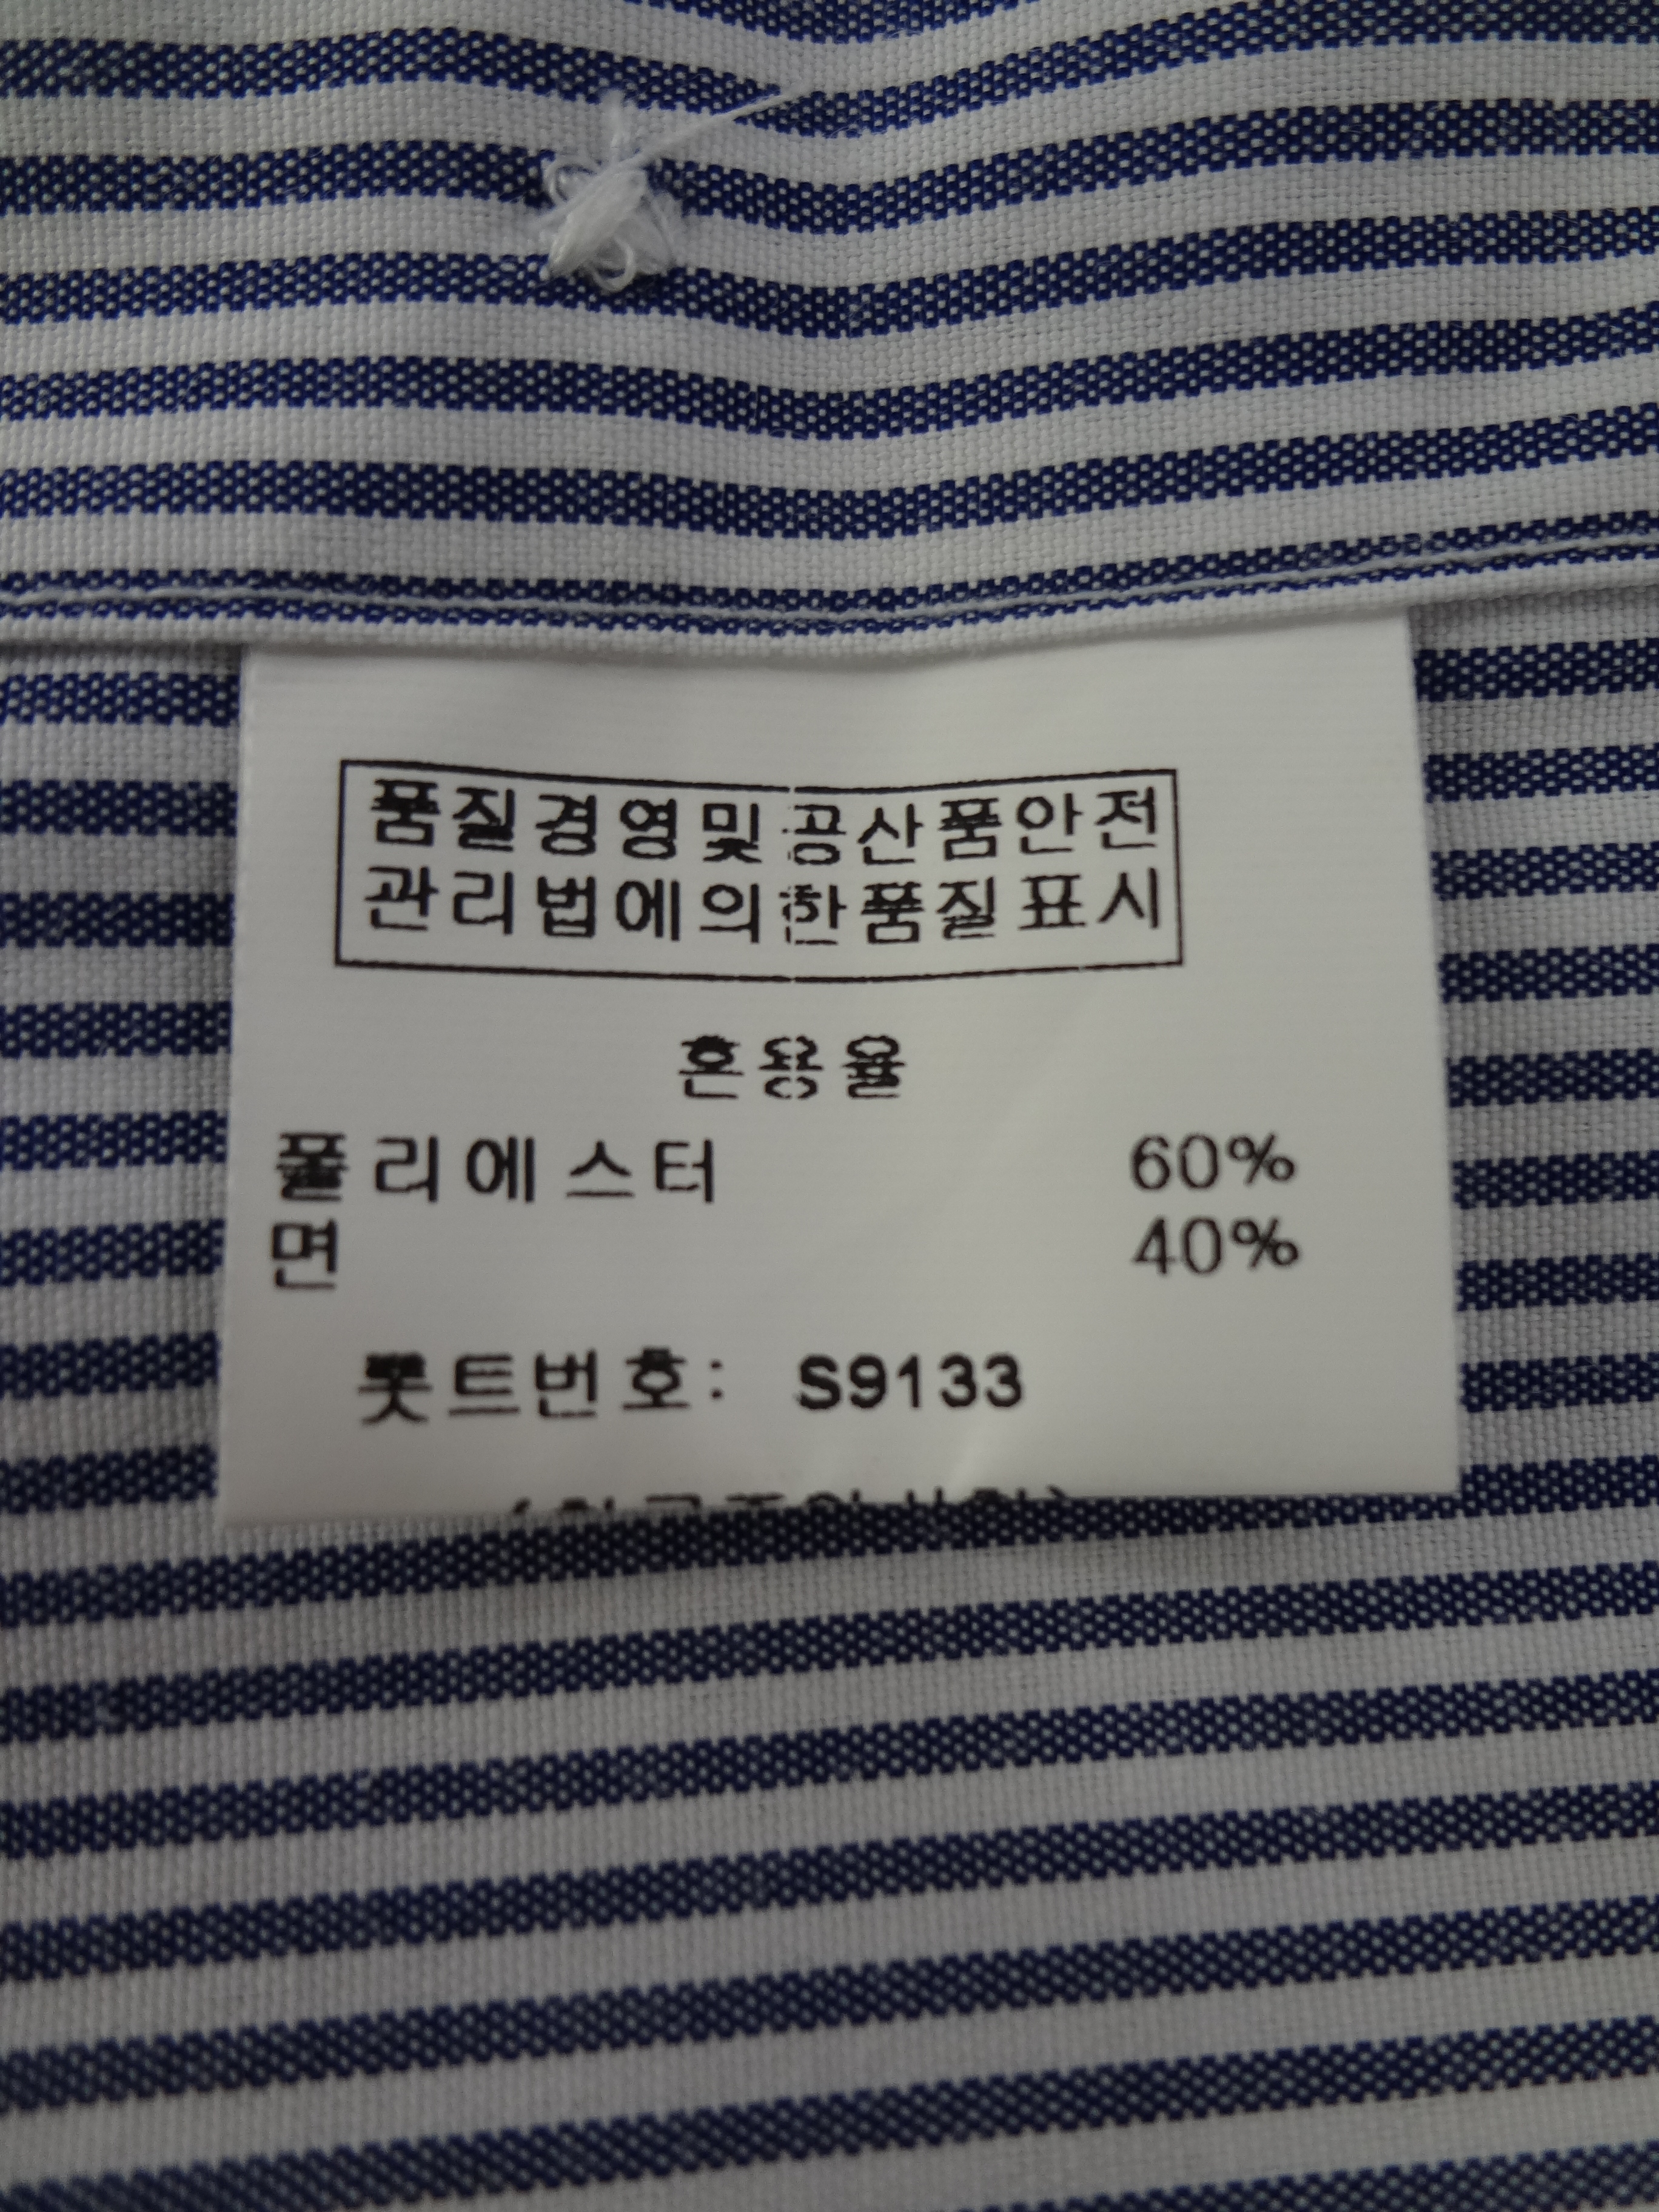 품질경영및공산품안전
관리법에의한품질표시
혼용율
폴리에스터 60%
면 40%
롯트번호: S9133